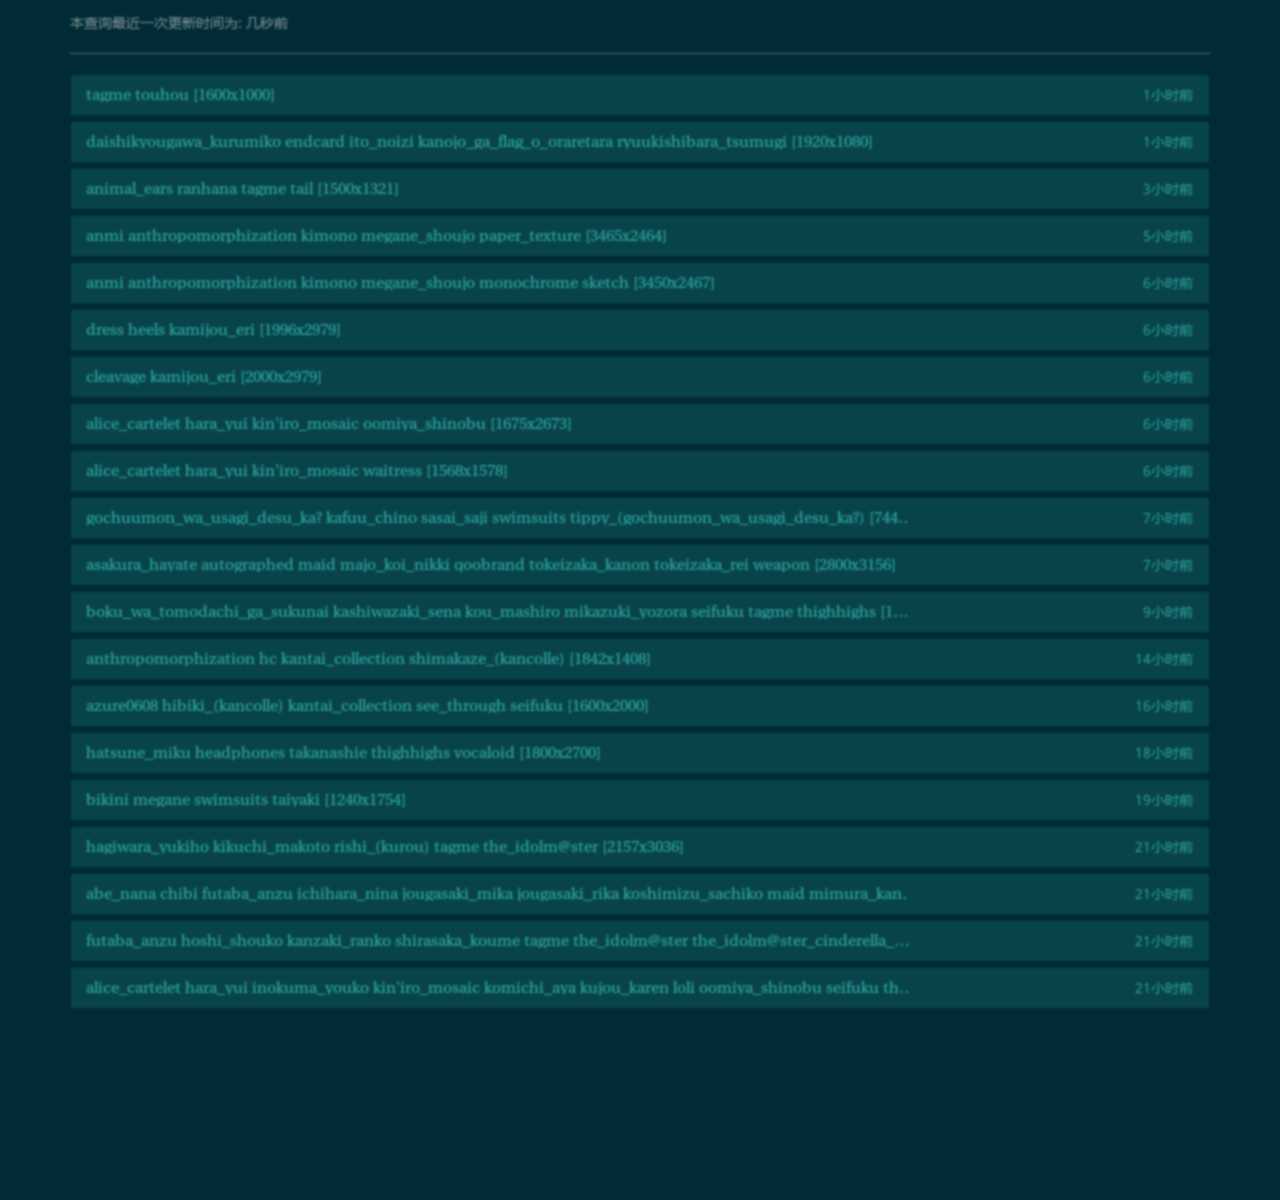 本查询最近一次更新时间为: 几秒前
tagme touhou [1600x1000] 1小时前
daishikyougawa_kurumiko endcard ito_noizi kanojo_ga_flag_o_oraretara ryuukishibara_tsumugi [1920x1080] 1小时前
animal_ears ranhana tagme tail [1500x1321] 3小时前
anmi anthropomorphization kimono megane_shoujo paper_texture [3465x2464] 5小时前
anmi anthropomorphization kimono megane_shoujo monochrome sketch [3450x2467] 6小时前
dress heels kamijou_eri [1996x2979] 6小时前
cleavage kamijou_eri [2000x2979] 6小时前
alice_cartelet hara_yui kin'iro_mosaic oomiya_shinobu [1675x2673] 6小时前
alice_cartelet hara_yui kin'iro_mosaic waitress [1568x1578] 6小时前
gochuumon_wa_usagi_desu_ka? kafuu_chino sasai_saji swimsuits tippy_(gochuumon_wa_usagi_desu_ka?) [744.. 7小时前
asakura_hayate autographed maid majo_koi_nikki qoobrand tokeizaka_kanon tokeizaka_rei weapon [2800x3156] 7小时前
boku_wa_tomodachi_ga_sukunai kashiwazaki_sena kou_mashiro mikazuki_yozora seifuku tagme thighhighs [1... 9小时前
anthropomorphization hc kantai_collection shimakaze_(kancolle) [1842x1408] 14小时前
azure0608 hibiki_(kancolle) kantai_collection see_through seifuku [1600x2000] 16小时前
hatsune_miku headphones takanashie thighhighs vocaloid [1800x2700] 18小时前
bikini megane swimsuits taiyaki [1240x1754] 19小时前
hagiwara_yukiho kikuchi_makoto rishi_(kurou) tagme the_idolm@ster [2157x3036] 21小时前
abe_nana chibi futaba_anzu ichihara_nina jougasaki_mika jougasaki_rika koshimizu_sachiko maid mimura_kan. 21小时前
futaba_anzu hoshi_shouko kanzaki_ranko shirasaka_koume tagme the_idolm@ster the_idolm@ster_cinderella_... 21小时前
alice_cartelet hara_yui inokuma_youko kin'iro_mosaic komichi_aya kujou_karen loli oomiya_shinobu seifuku th.. 21小时前